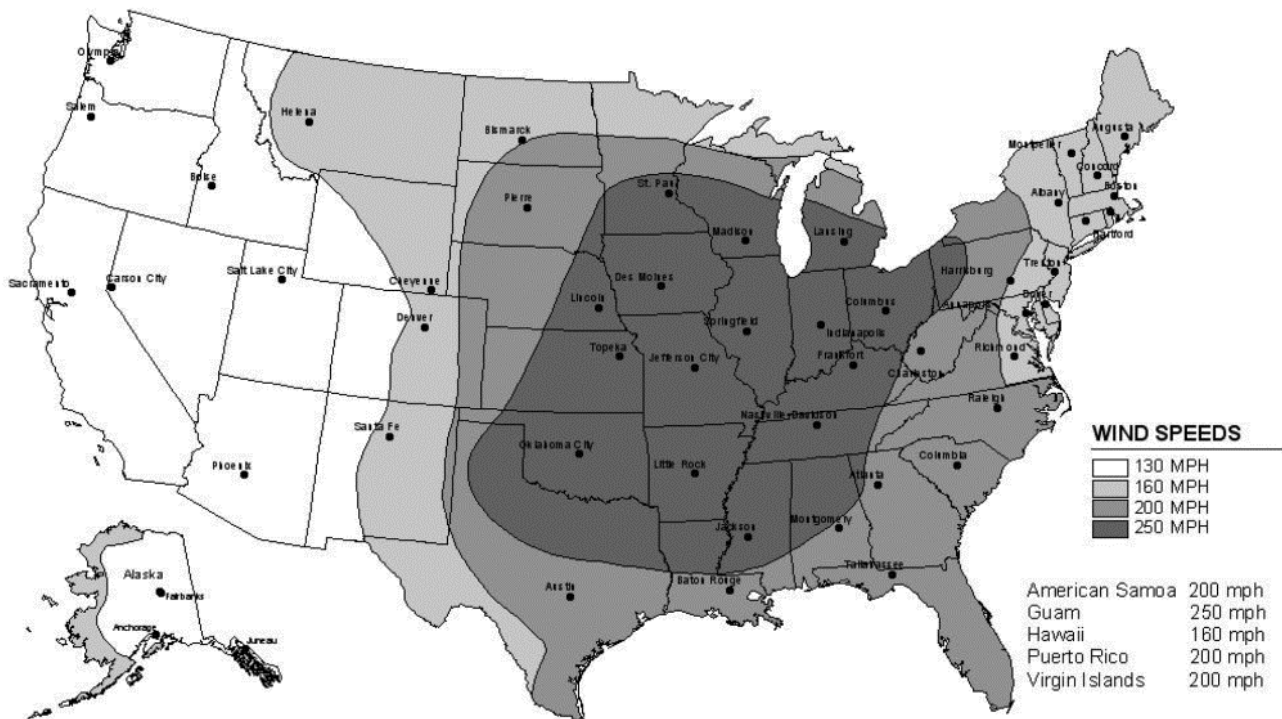 Olympia
Salem
Helena
Bismarck
Boise
Pierre
St. Paul
Montpelier
Augusta
Concord
Albany
Boston
Hartford
Madison
Lansing
Sacramento
Carson City
Salt Lake City
Cheyenne
Des Moines
Lincoln
Harrisburg
Trenton
Denver
Columbus
Annapolis
Dover
Springfield
Indianapolis
Topeka
Jefferson City
Frankfort
Charleston
Richmond
Raleigh
Nashville-Davidson
Santa Fe
Oklahoma City
Phoenix
Little Rock
Columbia
Atlanta
Jackson
Montgomery
Austin
Baton Rouge
Tallahassee
WIND SPEEDS
130 MPH
160 MPH
200 MPH
250 MPH
Alaska
Fairbanks
Anchorage
Juneau
American Samoa 200 mph
Guam 250 mph
Hawaii 160 mph
Puerto Rico 200 mph
Virgin Islands 200 mph